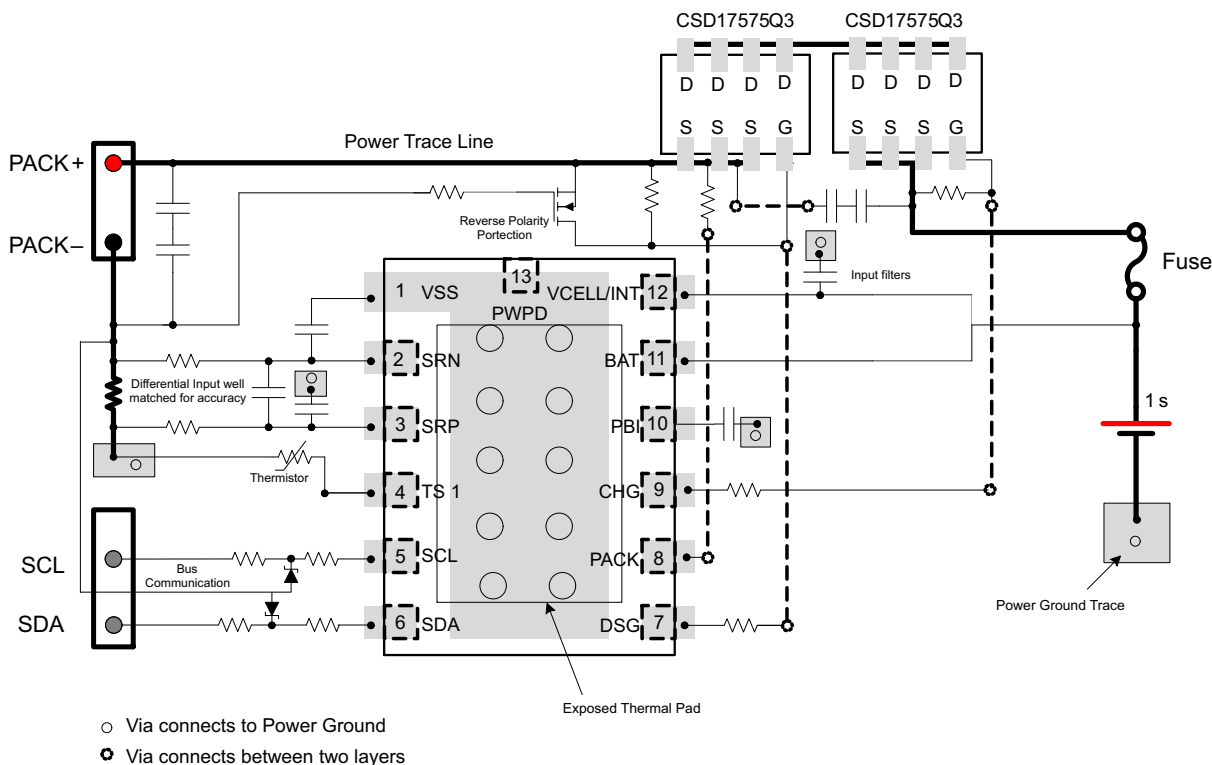 CSD17575Q3
CSD17575Q3
D D D D
D D D D
S S S G
S S S G
Power Trace Line
PACK+
PACK–
Reverse Polarity
Portection
Input filters
Fuse
1 VSS
13
PWPD
VCELL/INT 12
2 SRN
BAT 11
Differential Input well
matched for accuracy
3 SRP
PBI 10
1 s
Thermistor
4 TS 1
CHG 9
SCL
Bus
Communication
5 SCL
PACK 8
SDA
6 SDA
DSG 7
Power Ground Trace
Exposed Thermal Pad
Via connects to Power Ground
Via connects between two layers